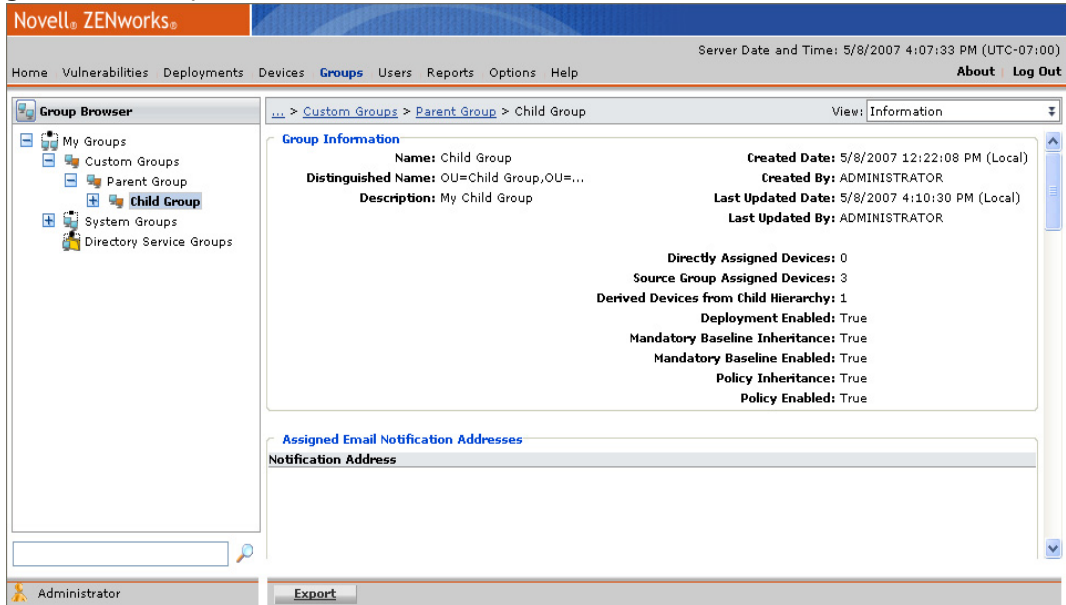 Novell® ZENworks®
Server Date and Time: 5/8/2007 4:07:33 PM (UTC-07:00)
Home Vulnerabilities Deployments Devices Groups Users Reports Options Help
About | Log Out
Group Browser
My Groups
Custom Groups
Parent Group
Child Group
System Groups
Directory Service Groups
... > Custom Groups > Parent Group > Child Group
View: Information
Group Information
Name: Child Group
Distinguished Name: OU=Child Group,OU=...
Description: My Child Group
Created Date: 5/8/2007 12:22:08 PM (Local)
Created By: ADMINISTRATOR
Last Updated Date: 5/8/2007 4:10:30 PM (Local)
Last Updated By: ADMINISTRATOR
Directly Assigned Devices: 0
Source Group Assigned Devices: 3
Derived Devices from Child Hierarchy: 1
Deployment Enabled: True
Mandatory Baseline Inheritance: True
Mandatory Baseline Enabled: True
Policy Inheritance: True
Policy Enabled: True
Assigned Email Notification Addresses
Notification Address
Administrator
Export